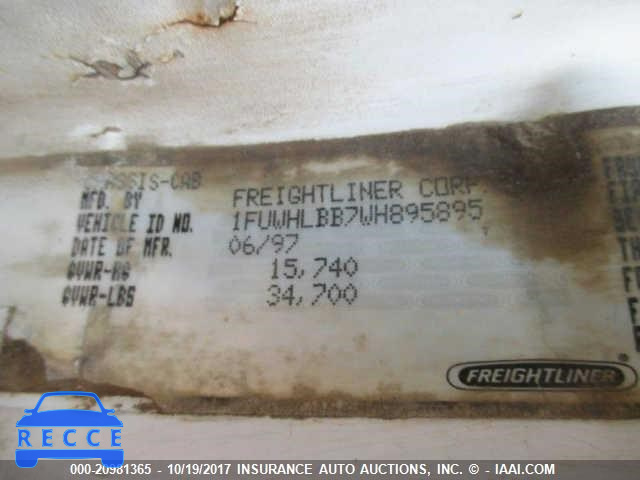 CHASSIS-CAB
MFD. BY FREIGHTLINER CORP.
VEHICLE ID NO. 1FUWHLBB7WH895895
DATE OF MFR. 06/97
GVWR-KG 15,740
GVWR-LBS 34,700
FREIGHTLINER ®
RECCE
000-20981365 - 10/19/2017 INSURANCE AUTO AUCTIONS, INC. © - IAAI.COM